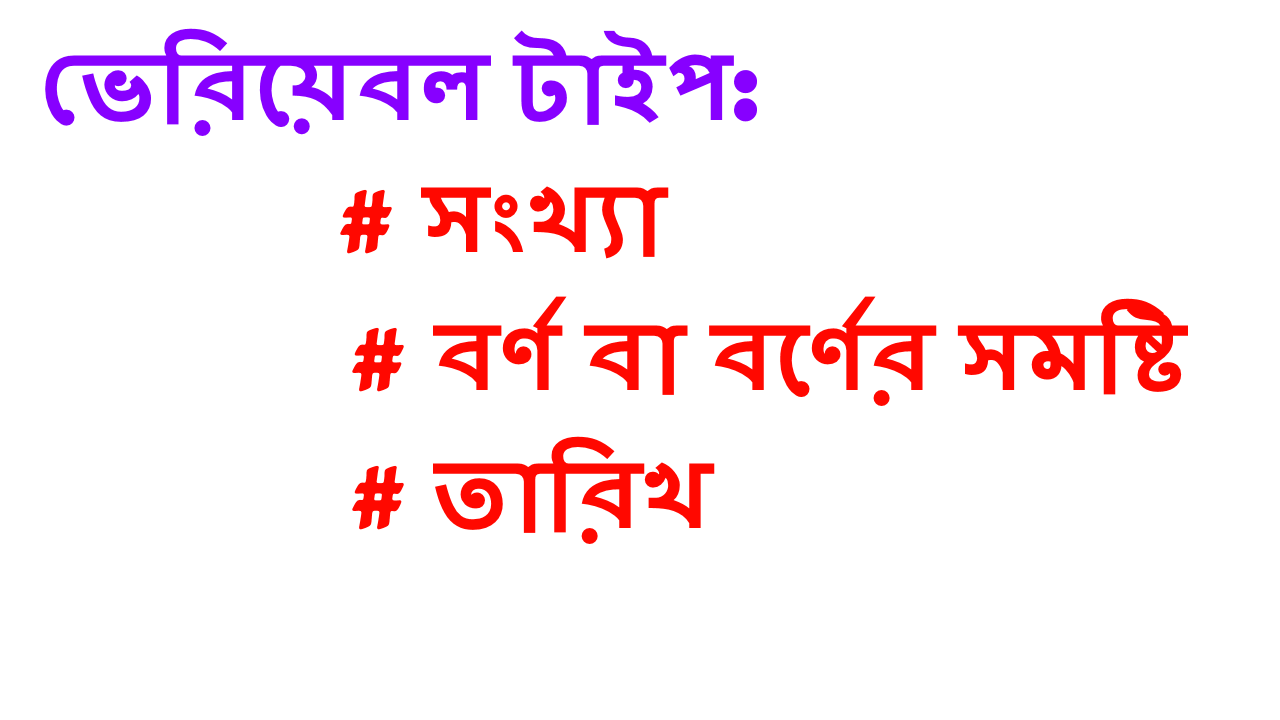 ভেরিয়েবল টাইপ:
# সংখ্যা
# বর্ণ বা বর্ণের সমষ্টি
# তারিখ